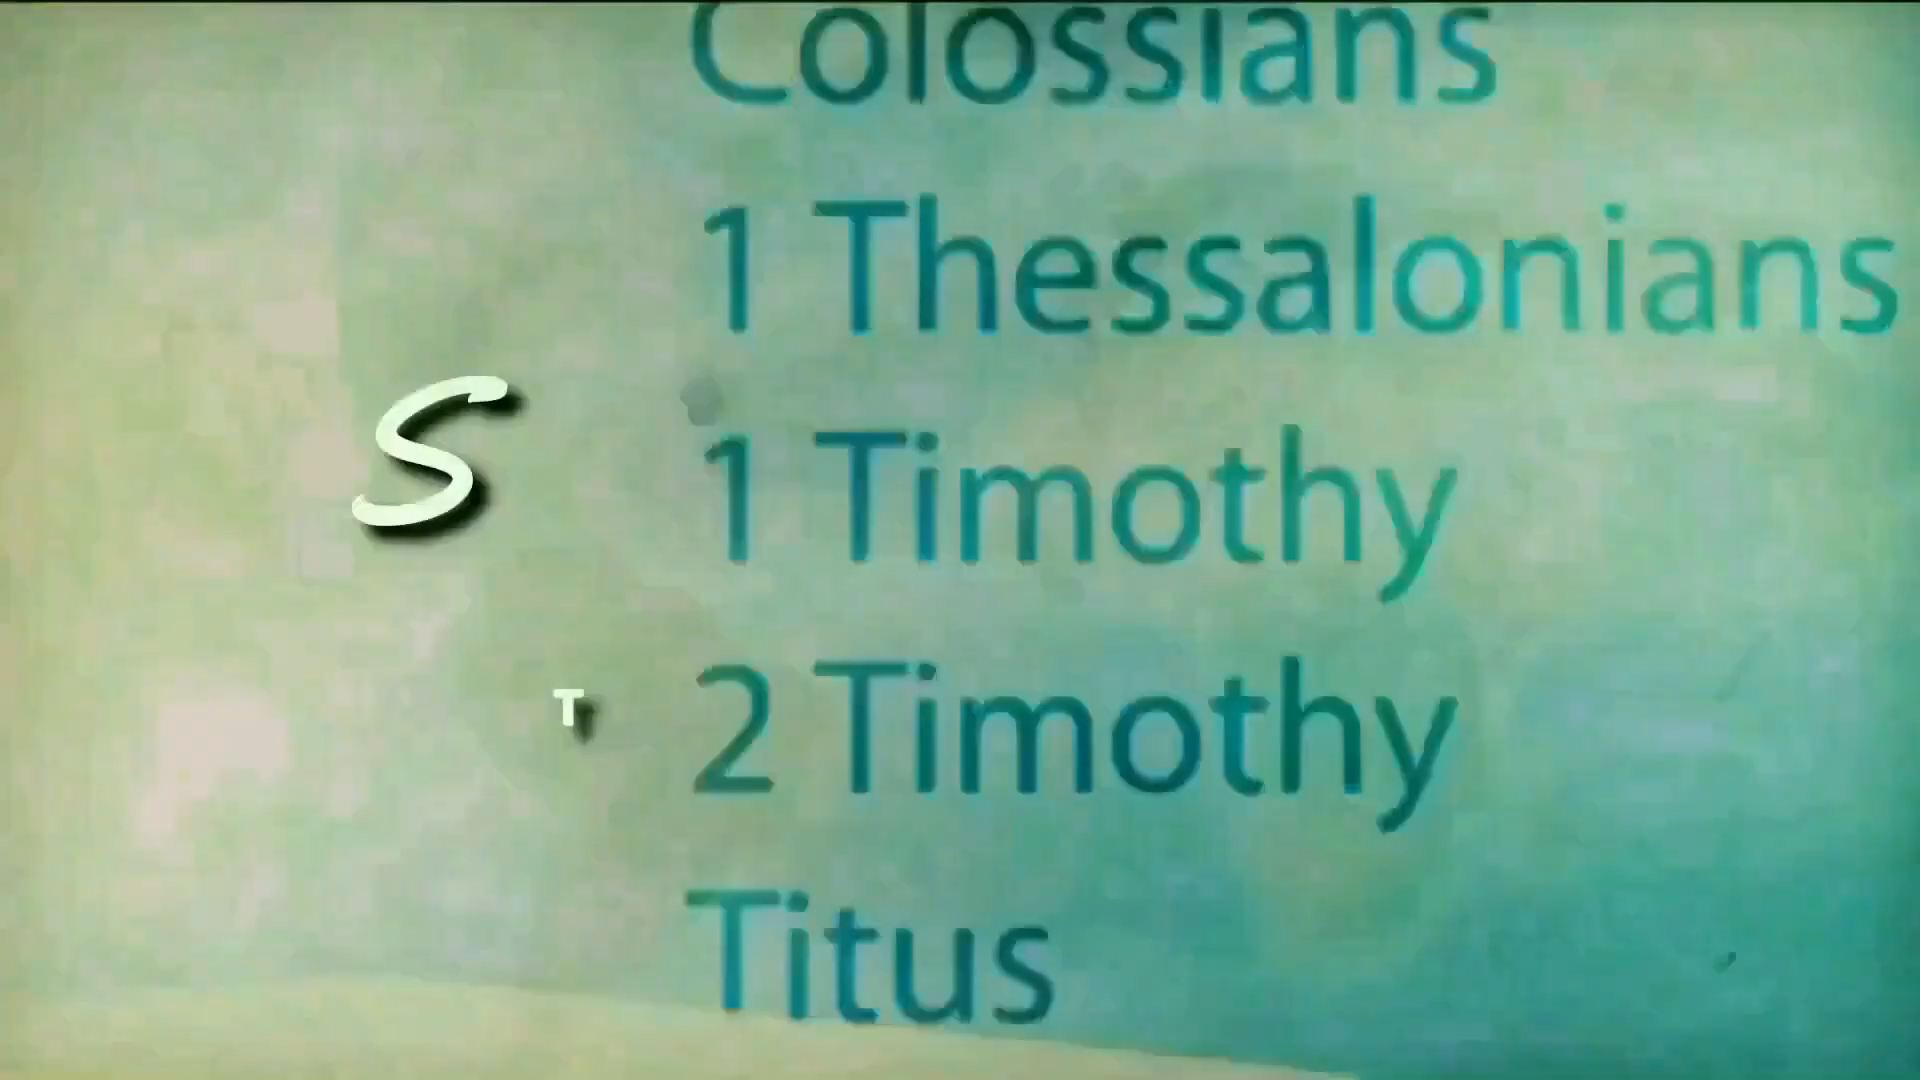 Colossians
1 Thessalonians
S
1 Timothy
T
2 Timothy
Titus